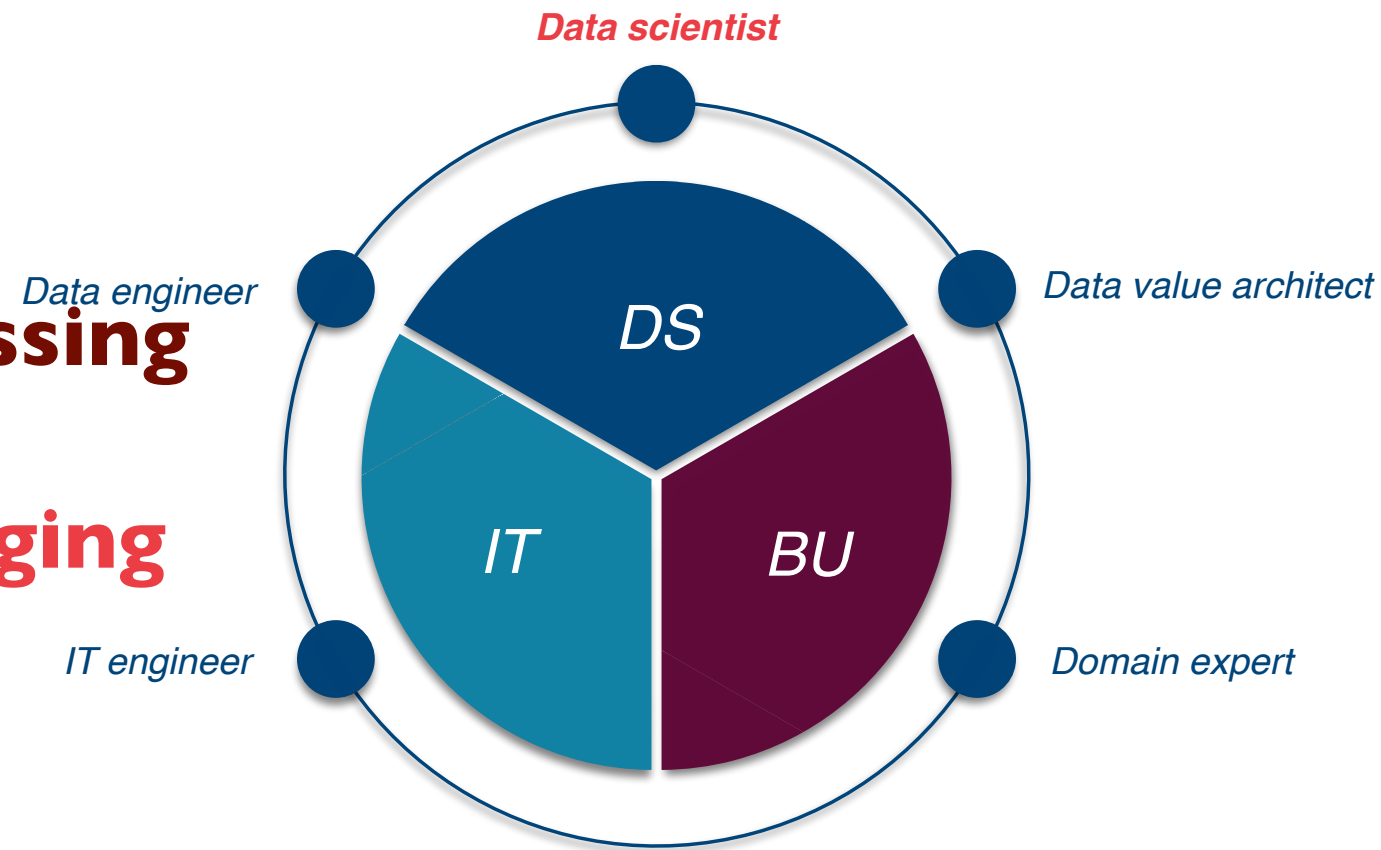 Data scientist
Data engineer
Data value architect
DS
ssing
IT
BU
ging
IT engineer
Domain expert